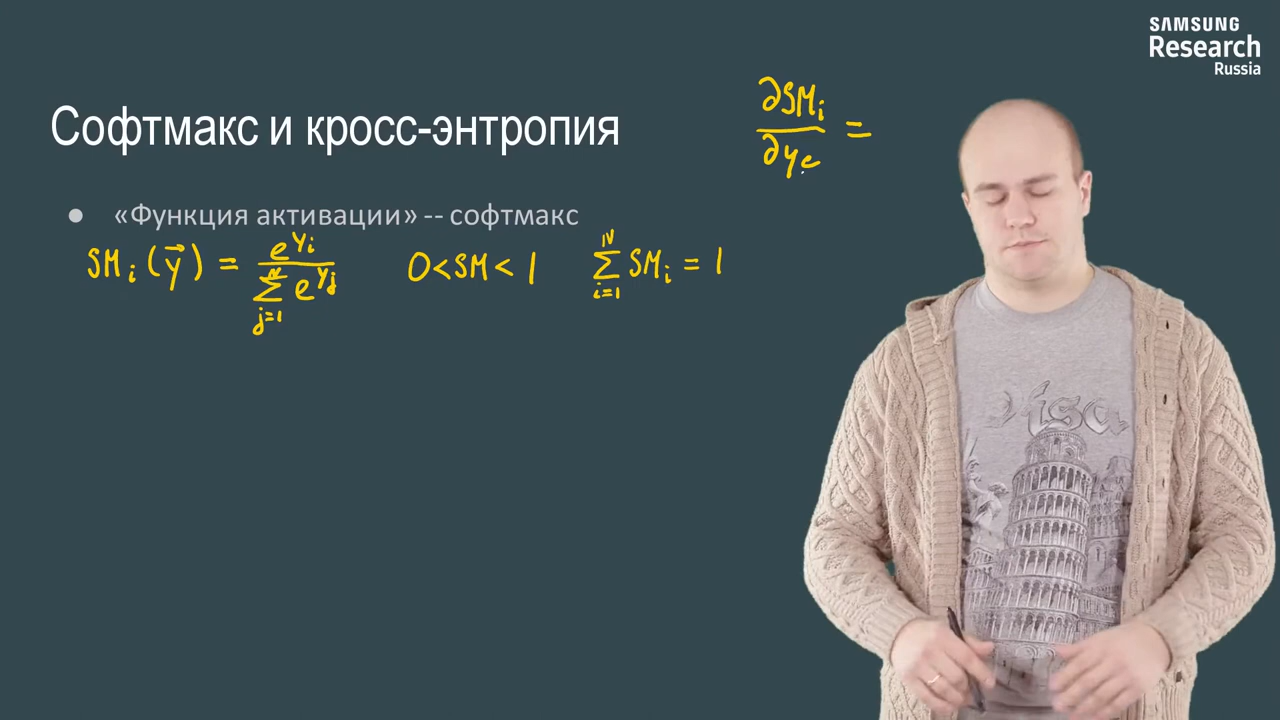 SAMSUNG
Research
Russia
Софтмакс и кросс-энтропия
∂SMᵢ / ∂yₑ =
● «Функция активации» -- софтмакс
SMᵢ(y⃗) = e^{yᵢ} / Σ_{j=1}^{N} e^{yⱼ}    0<SM<1    Σ_{i=1}^{N} SMᵢ = 1
Pisa